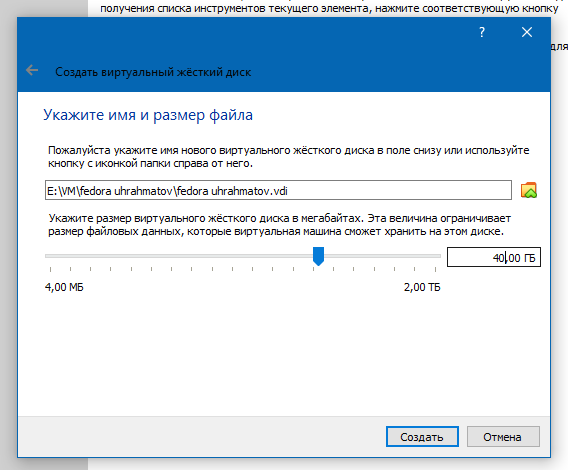 получения списка инструментов текущего элемента, нажмите соответствующую кнопку
?
для
Создать виртуальный жёсткий диск
Укажите имя и размер файла
Пожалуйста укажите имя нового виртуального жёсткого диска в поле снизу или используйте
кнопку с иконкой папки справа от него.
E:\VM\fedora uhrahmatov\fedora uhrahmatov.vdi
Укажите размер виртуального жёсткого диска в мегабайтах. Эта величина ограничивает
размер файловых данных, которые виртуальная машина сможет хранить на этом диске.
40,00 ГБ
4,00 МБ
2,00 ТБ
Создать
Отмена